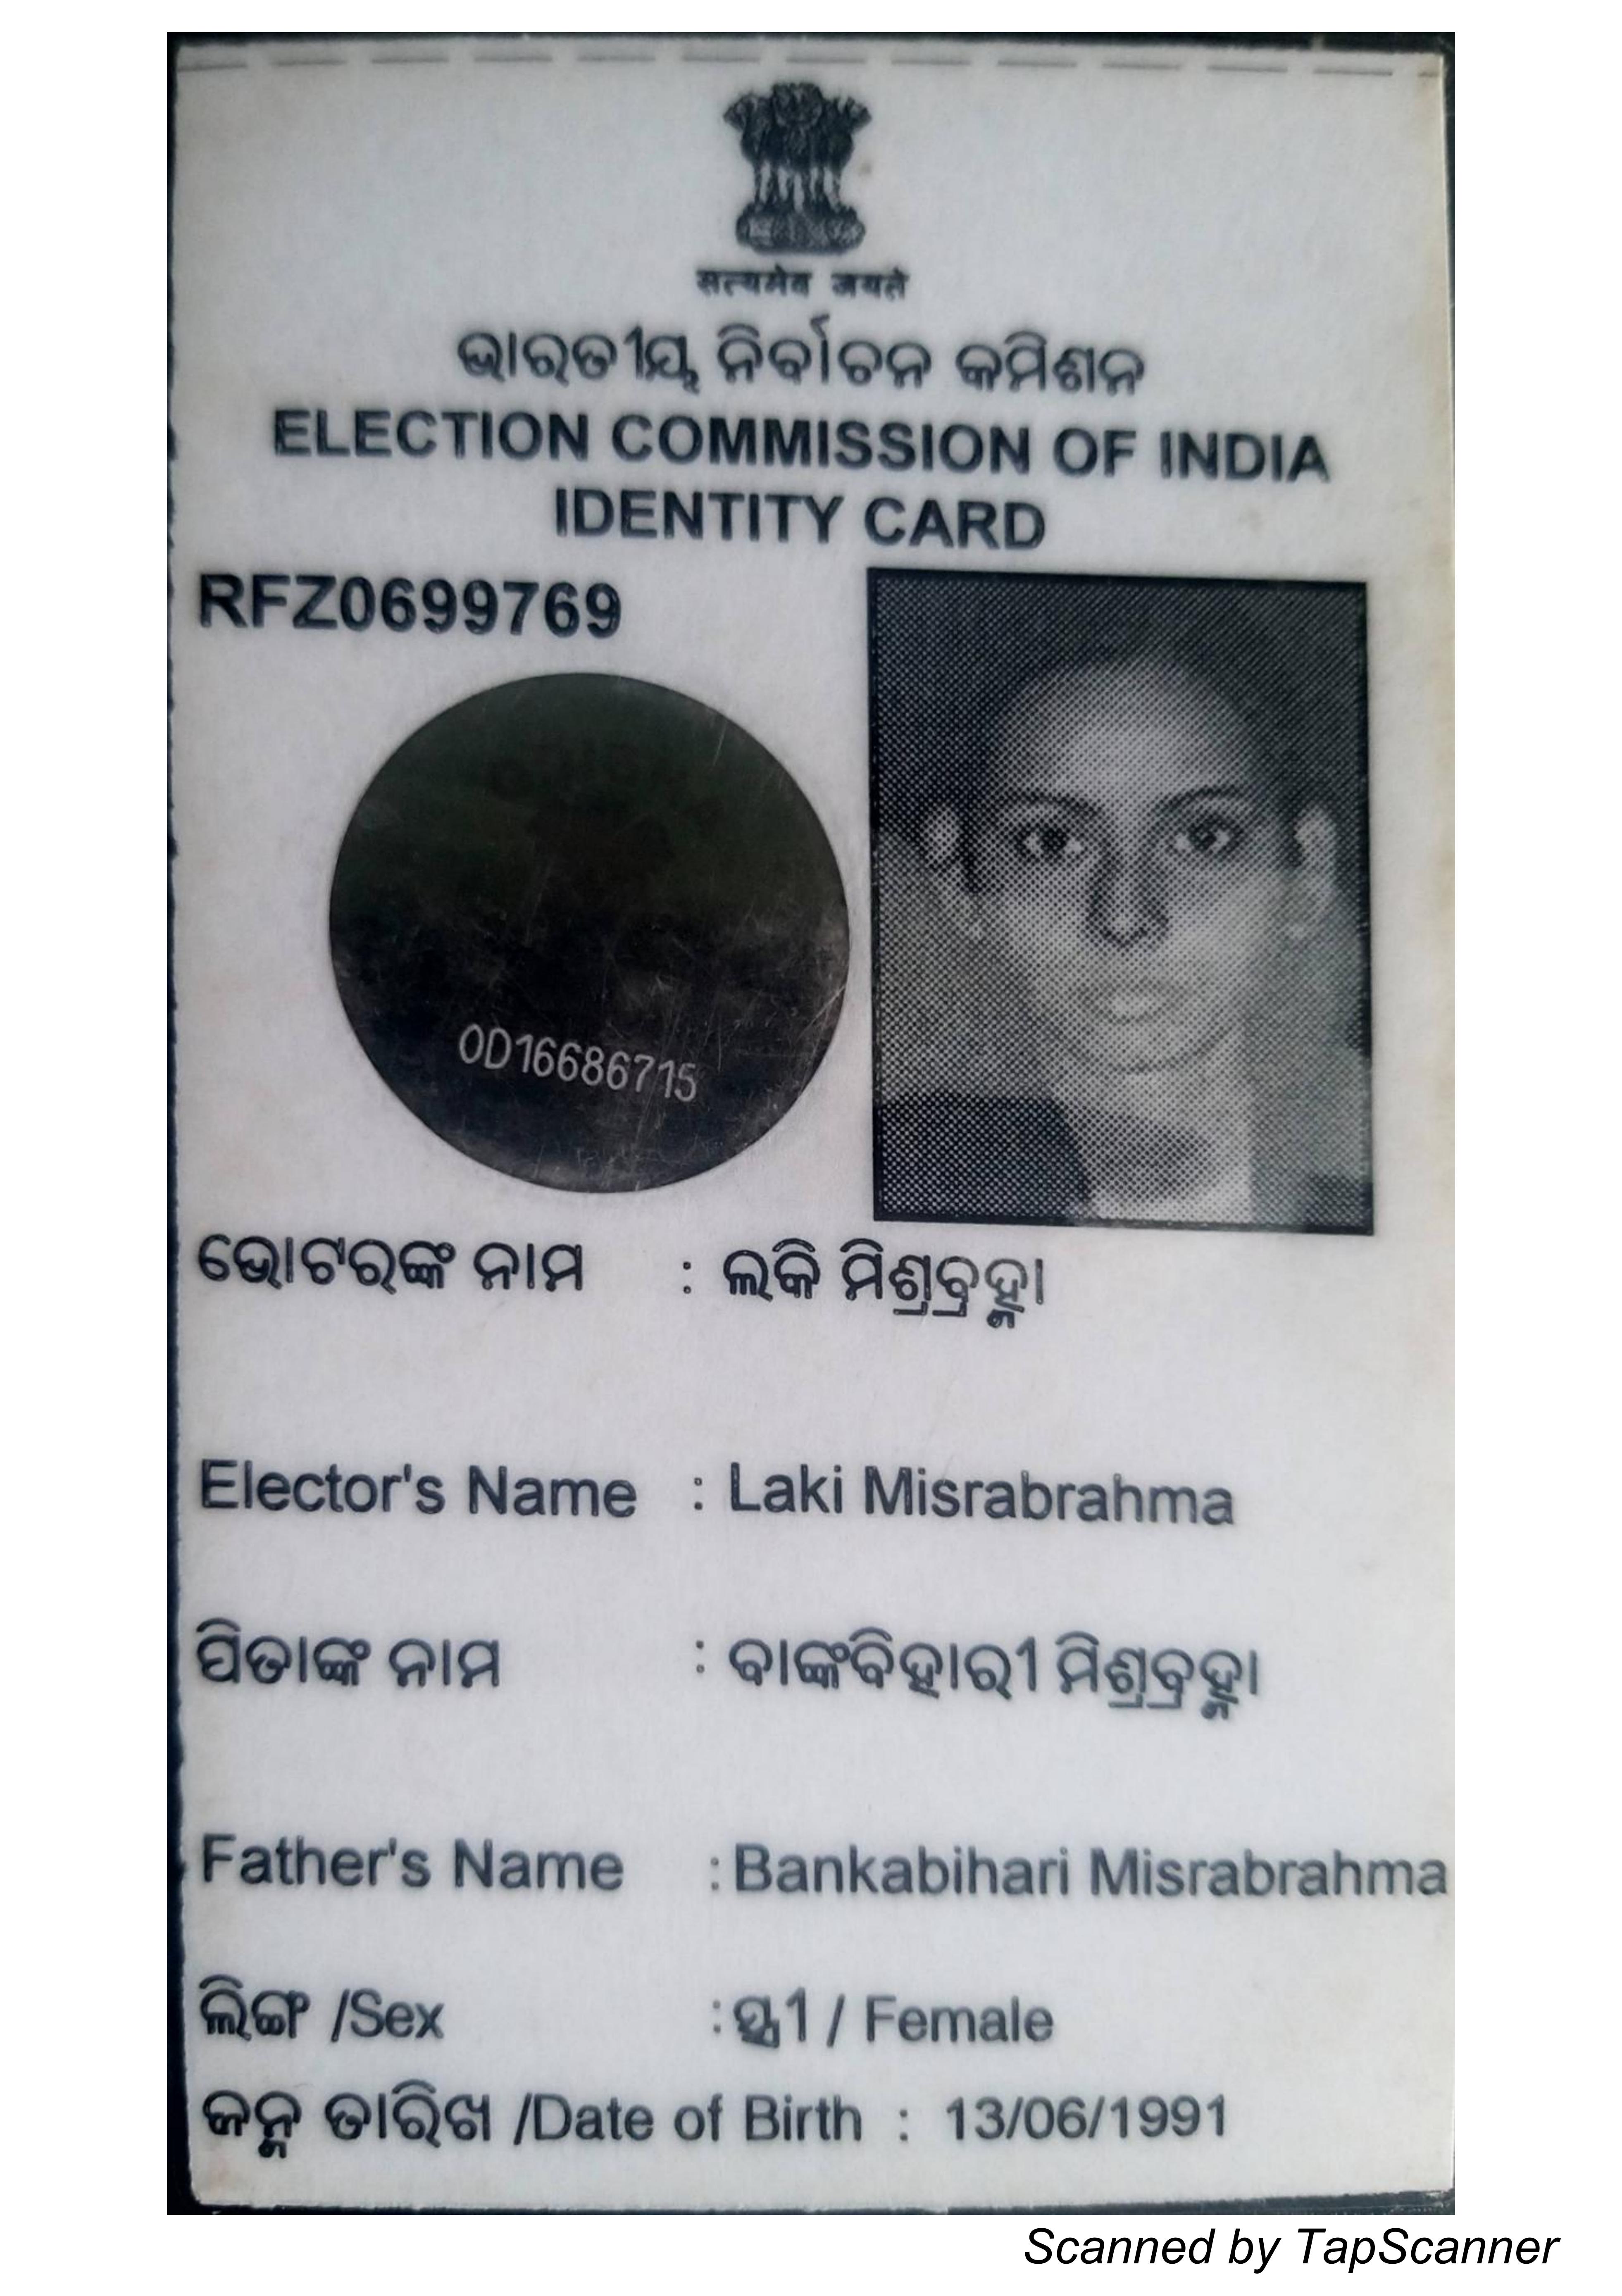 सत्यमेव जयते
ଭାରତୀୟ ନିର୍ବାଚନ କମିଶନ
ELECTION COMMISSION OF INDIA
IDENTITY CARD
RFZ0699769
OD16686715
ଭୋଟରଙ୍କ ନାମ : ଲକି ମିଶ୍ରବ୍ରହ୍ମା
Elector's Name : Laki Misrabrahma
ପିତାଙ୍କ ନାମ : ବାଙ୍କବିହାରୀ ମିଶ୍ରବ୍ରହ୍ମା
Father's Name : Bankabihari Misrabrahma
ଲିଙ୍ଗ /Sex : ସ୍ତ୍ରୀ / Female
ଜନ୍ମ ତାରିଖ /Date of Birth : 13/06/1991
Scanned by TapScanner